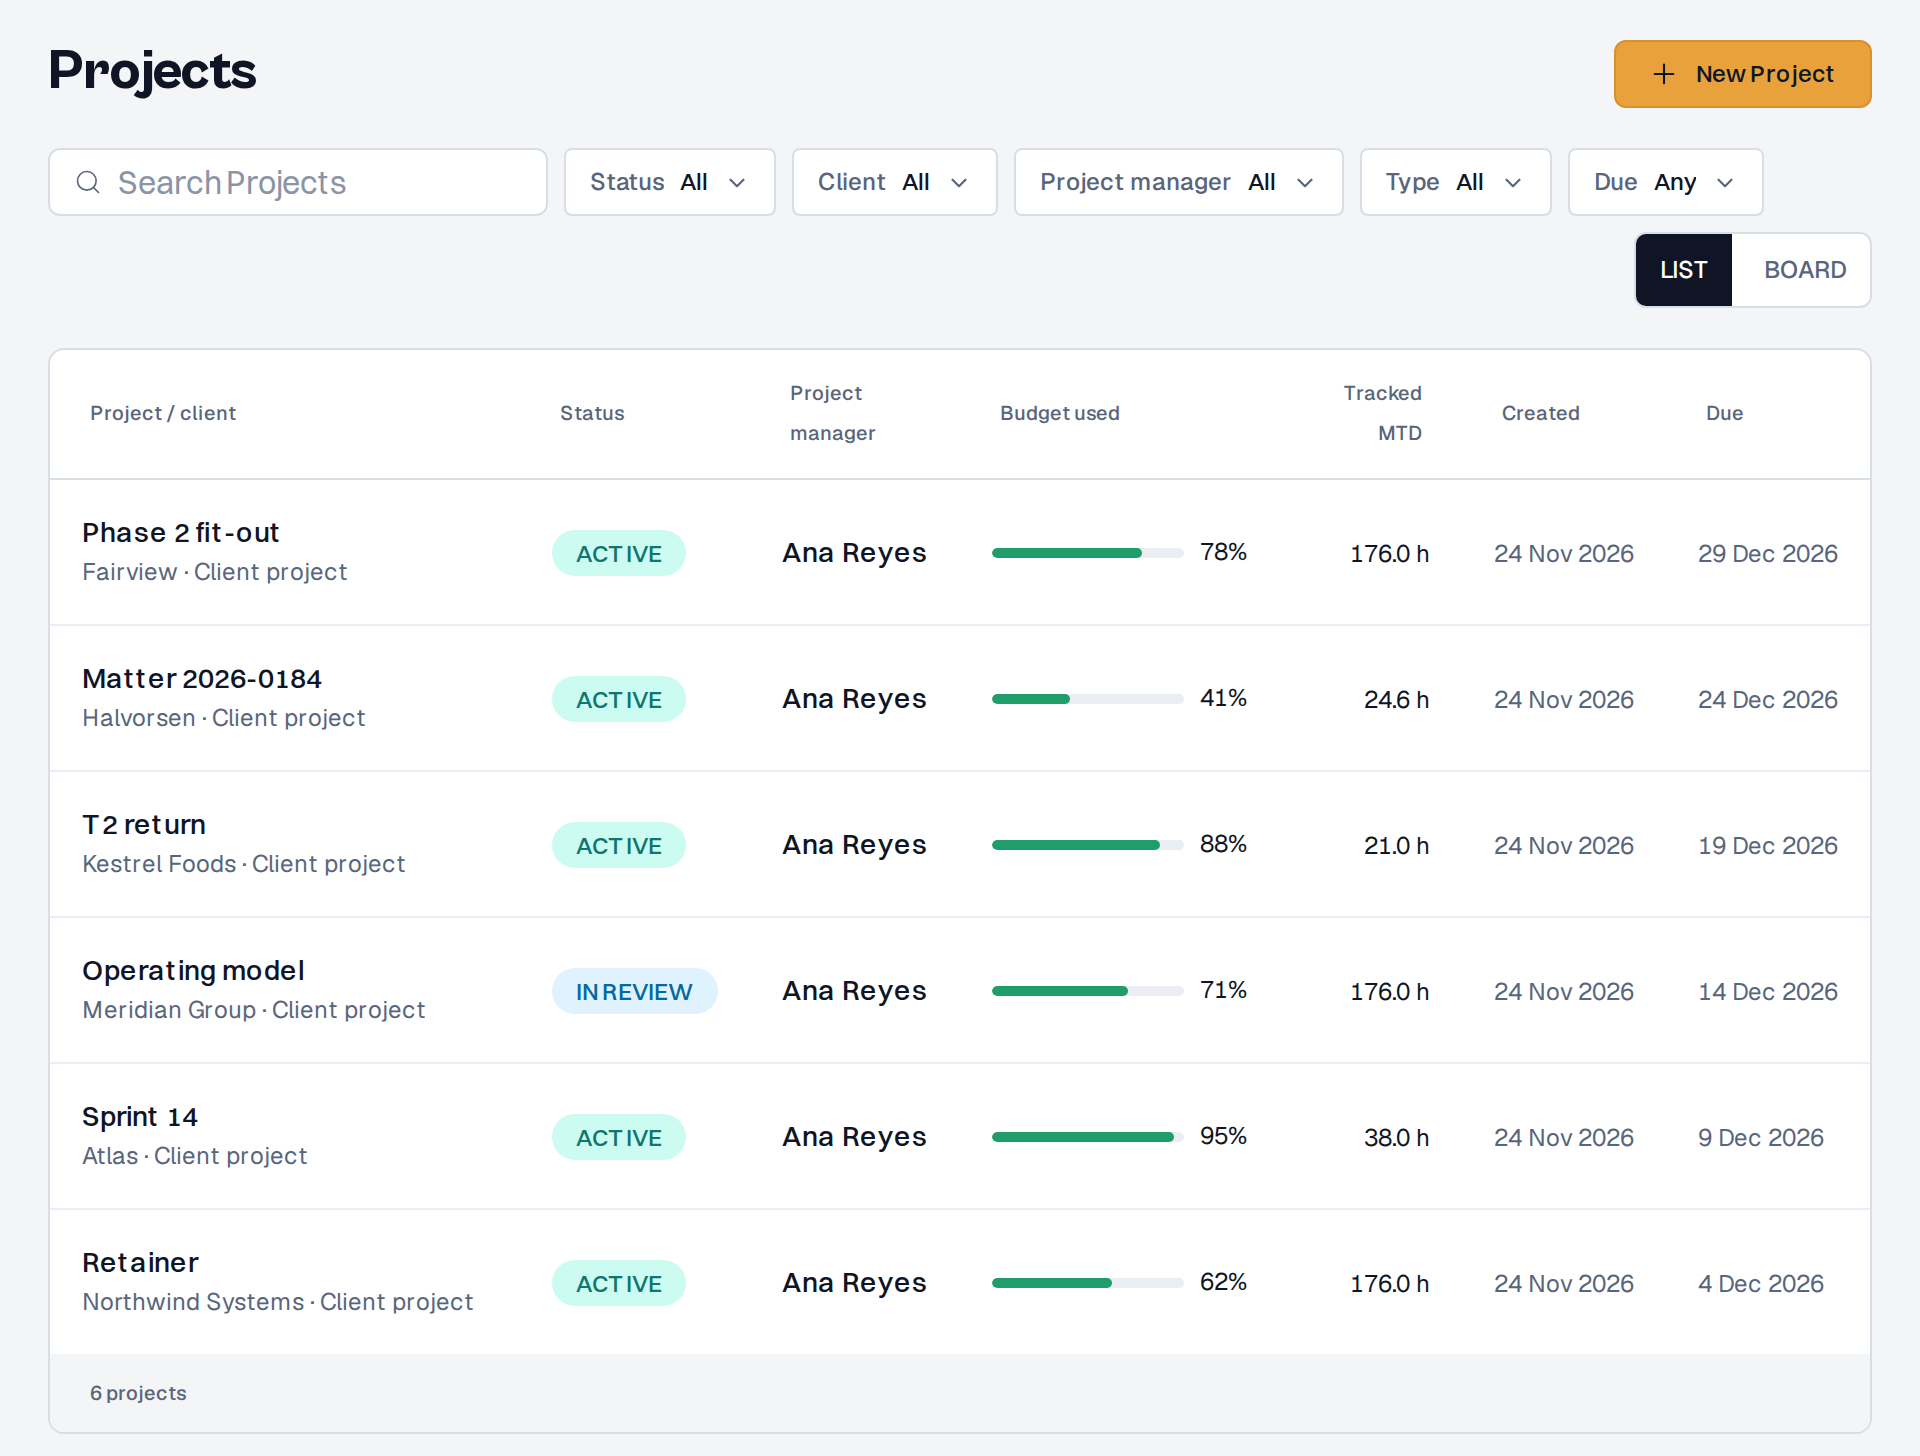 Projects
New Project
Search Projects
Status All
Client All
Project manager All
Type All
Due Any
LIST
BOARD
Project / client
Status
Project
manager
Budget used
Tracked
MTD
Created
Due
Phase 2 fit-out
Fairview · Client project
ACTIVE
Ana Reyes
78%
176.0 h
24 Nov 2026
29 Dec 2026
Matter 2026-0184
Halvorsen · Client project
ACTIVE
Ana Reyes
41%
24.6 h
24 Nov 2026
24 Dec 2026
T2 return
Kestrel Foods · Client project
ACTIVE
Ana Reyes
88%
21.0 h
24 Nov 2026
19 Dec 2026
Operating model
Meridian Group · Client project
IN REVIEW
Ana Reyes
71%
176.0 h
24 Nov 2026
14 Dec 2026
Sprint 14
Atlas · Client project
ACTIVE
Ana Reyes
95%
38.0 h
24 Nov 2026
9 Dec 2026
Retainer
Northwind Systems · Client project
ACTIVE
Ana Reyes
62%
176.0 h
24 Nov 2026
4 Dec 2026
6 projects